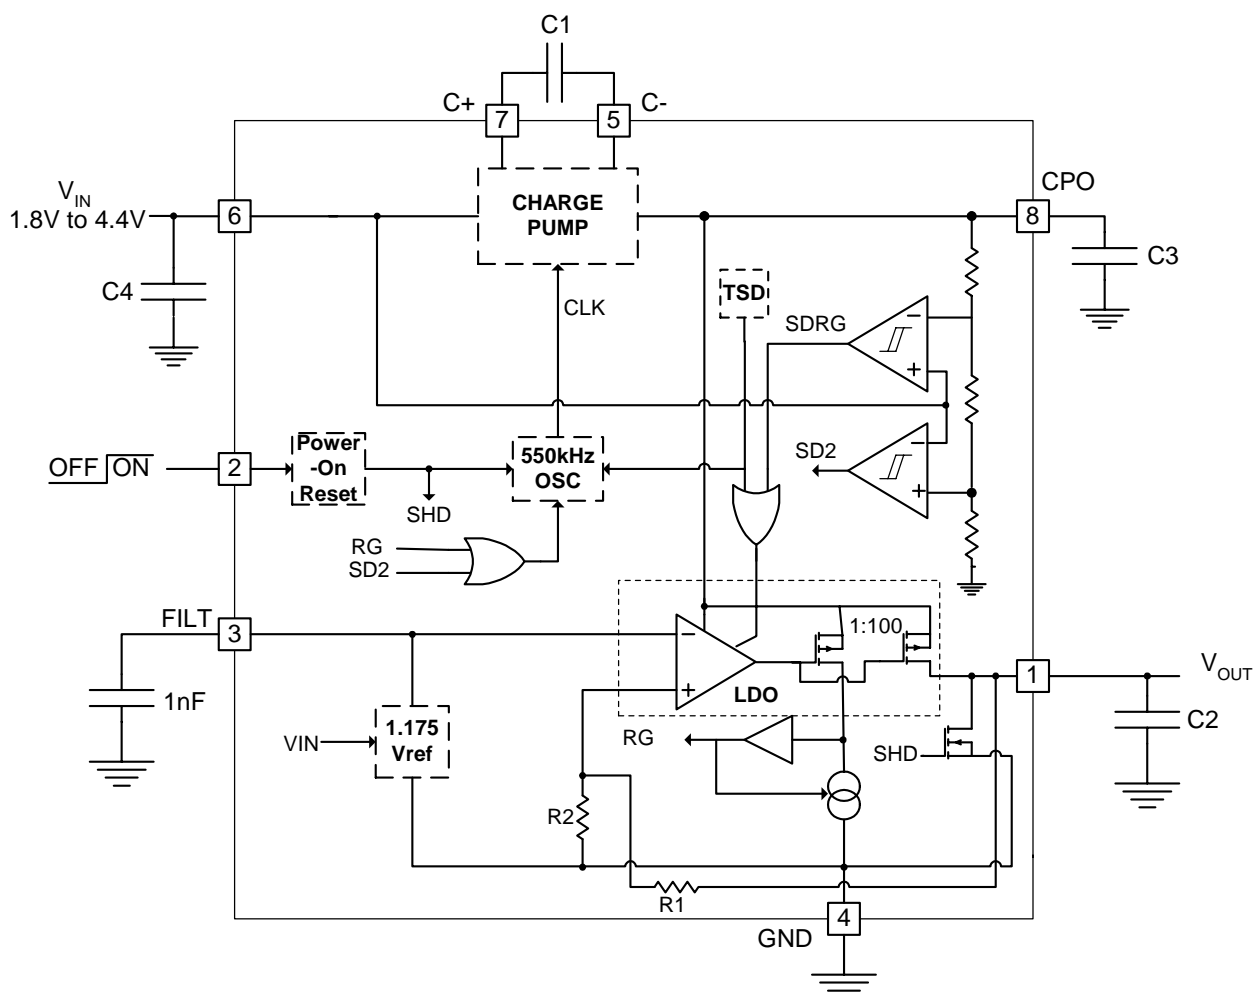 C1
C+
7
5
C-
V_IN
1.8V to 4.4V
6
CHARGE
PUMP
CPO
8
C3
C4
CLK
TSD
SDRG
−
+
OFF ON
2
Power
-On
Reset
550kHz
OSC
SD2
−
+
SHD
RG
SD2
FILT
3
1nF
−
+
LDO
1:100
1
V_OUT
C2
VIN
1.175
Vref
RG
SHD
R2
R1
4
GND